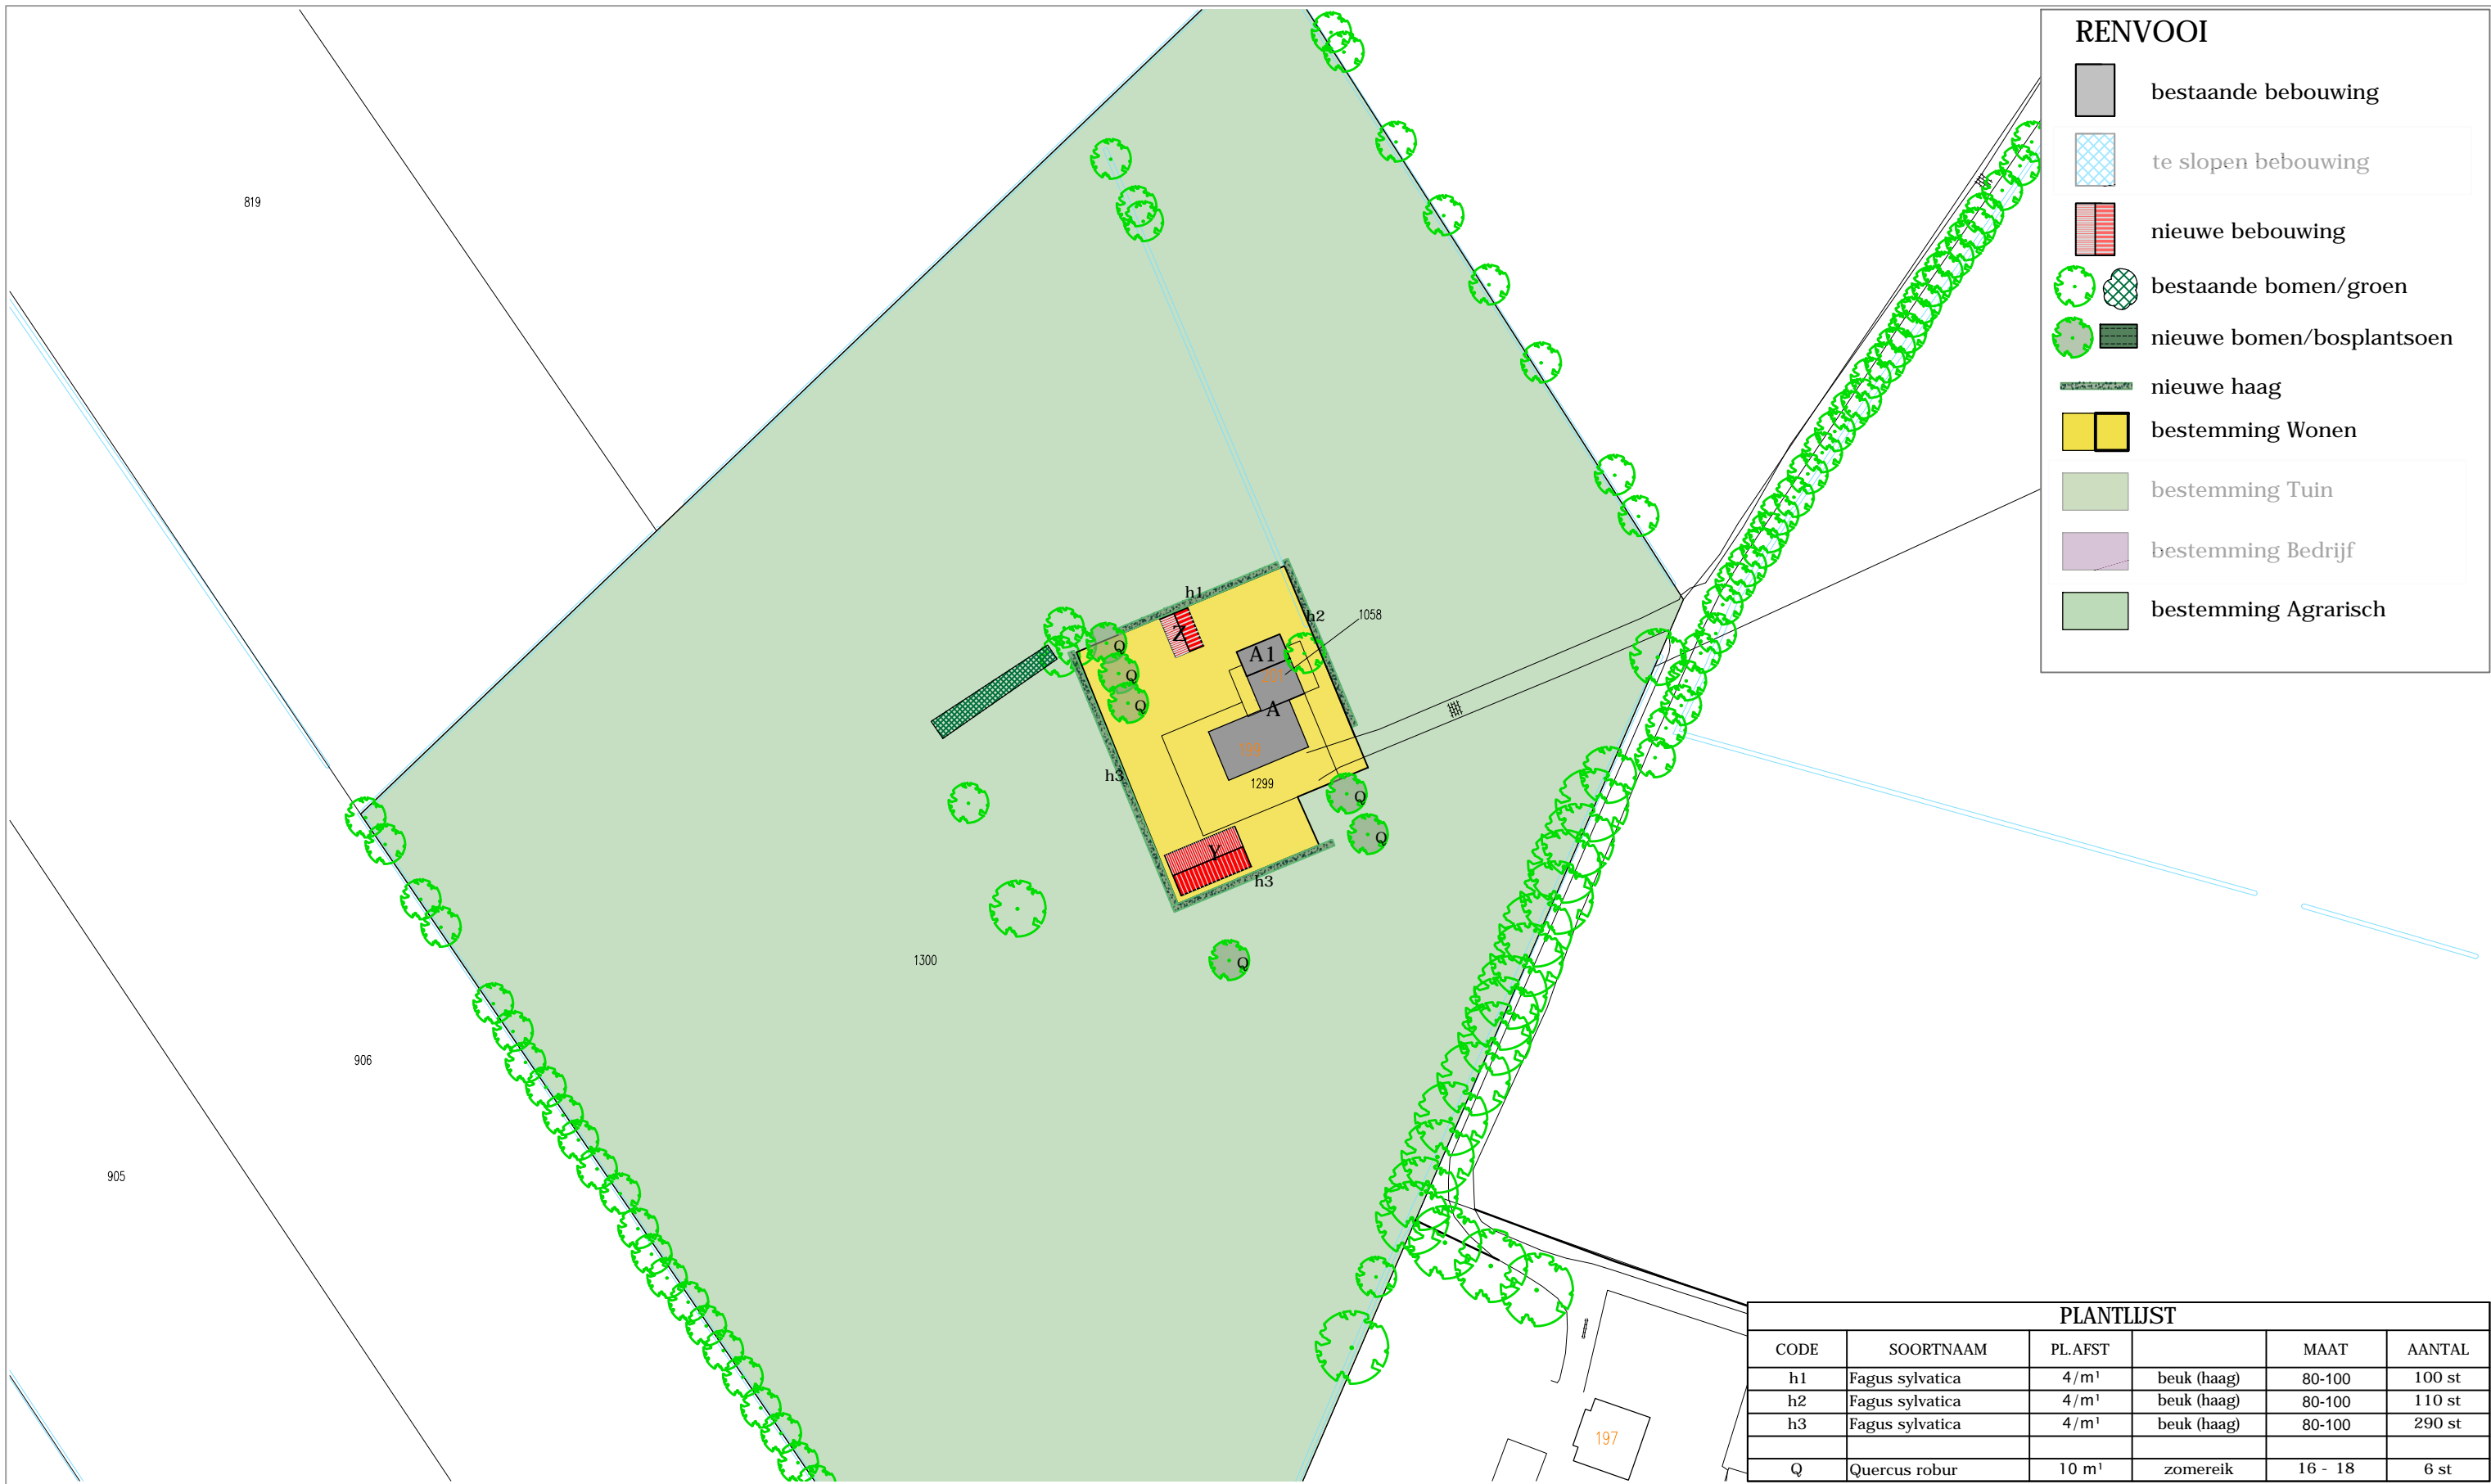 RENVOOI
bestaande bebouwing
te slopen bebouwing
nieuwe bebouwing
bestaande bomen/groen
nieuwe bomen/bosplantsoen
nieuwe haag
bestemming Wonen
bestemming Tuin
bestemming Bedrijf
bestemming Agrarisch
819
h1
h2
1058
Z
Q
A1
Q
Q
A
h3
1299
Q
Q
Y
h3
1300
Q
906
905
197
PLANTLIJST
CODE SOORTNAAM PL.AFST MAAT AANTAL
h1 Fagus sylvatica 4/m¹ beuk (haag) 80-100 100 st
h2 Fagus sylvatica 4/m¹ beuk (haag) 80-100 110 st
h3 Fagus sylvatica 4/m¹ beuk (haag) 80-100 290 st
Q Quercus robur 10 m¹ zomereik 16 - 18 6 st